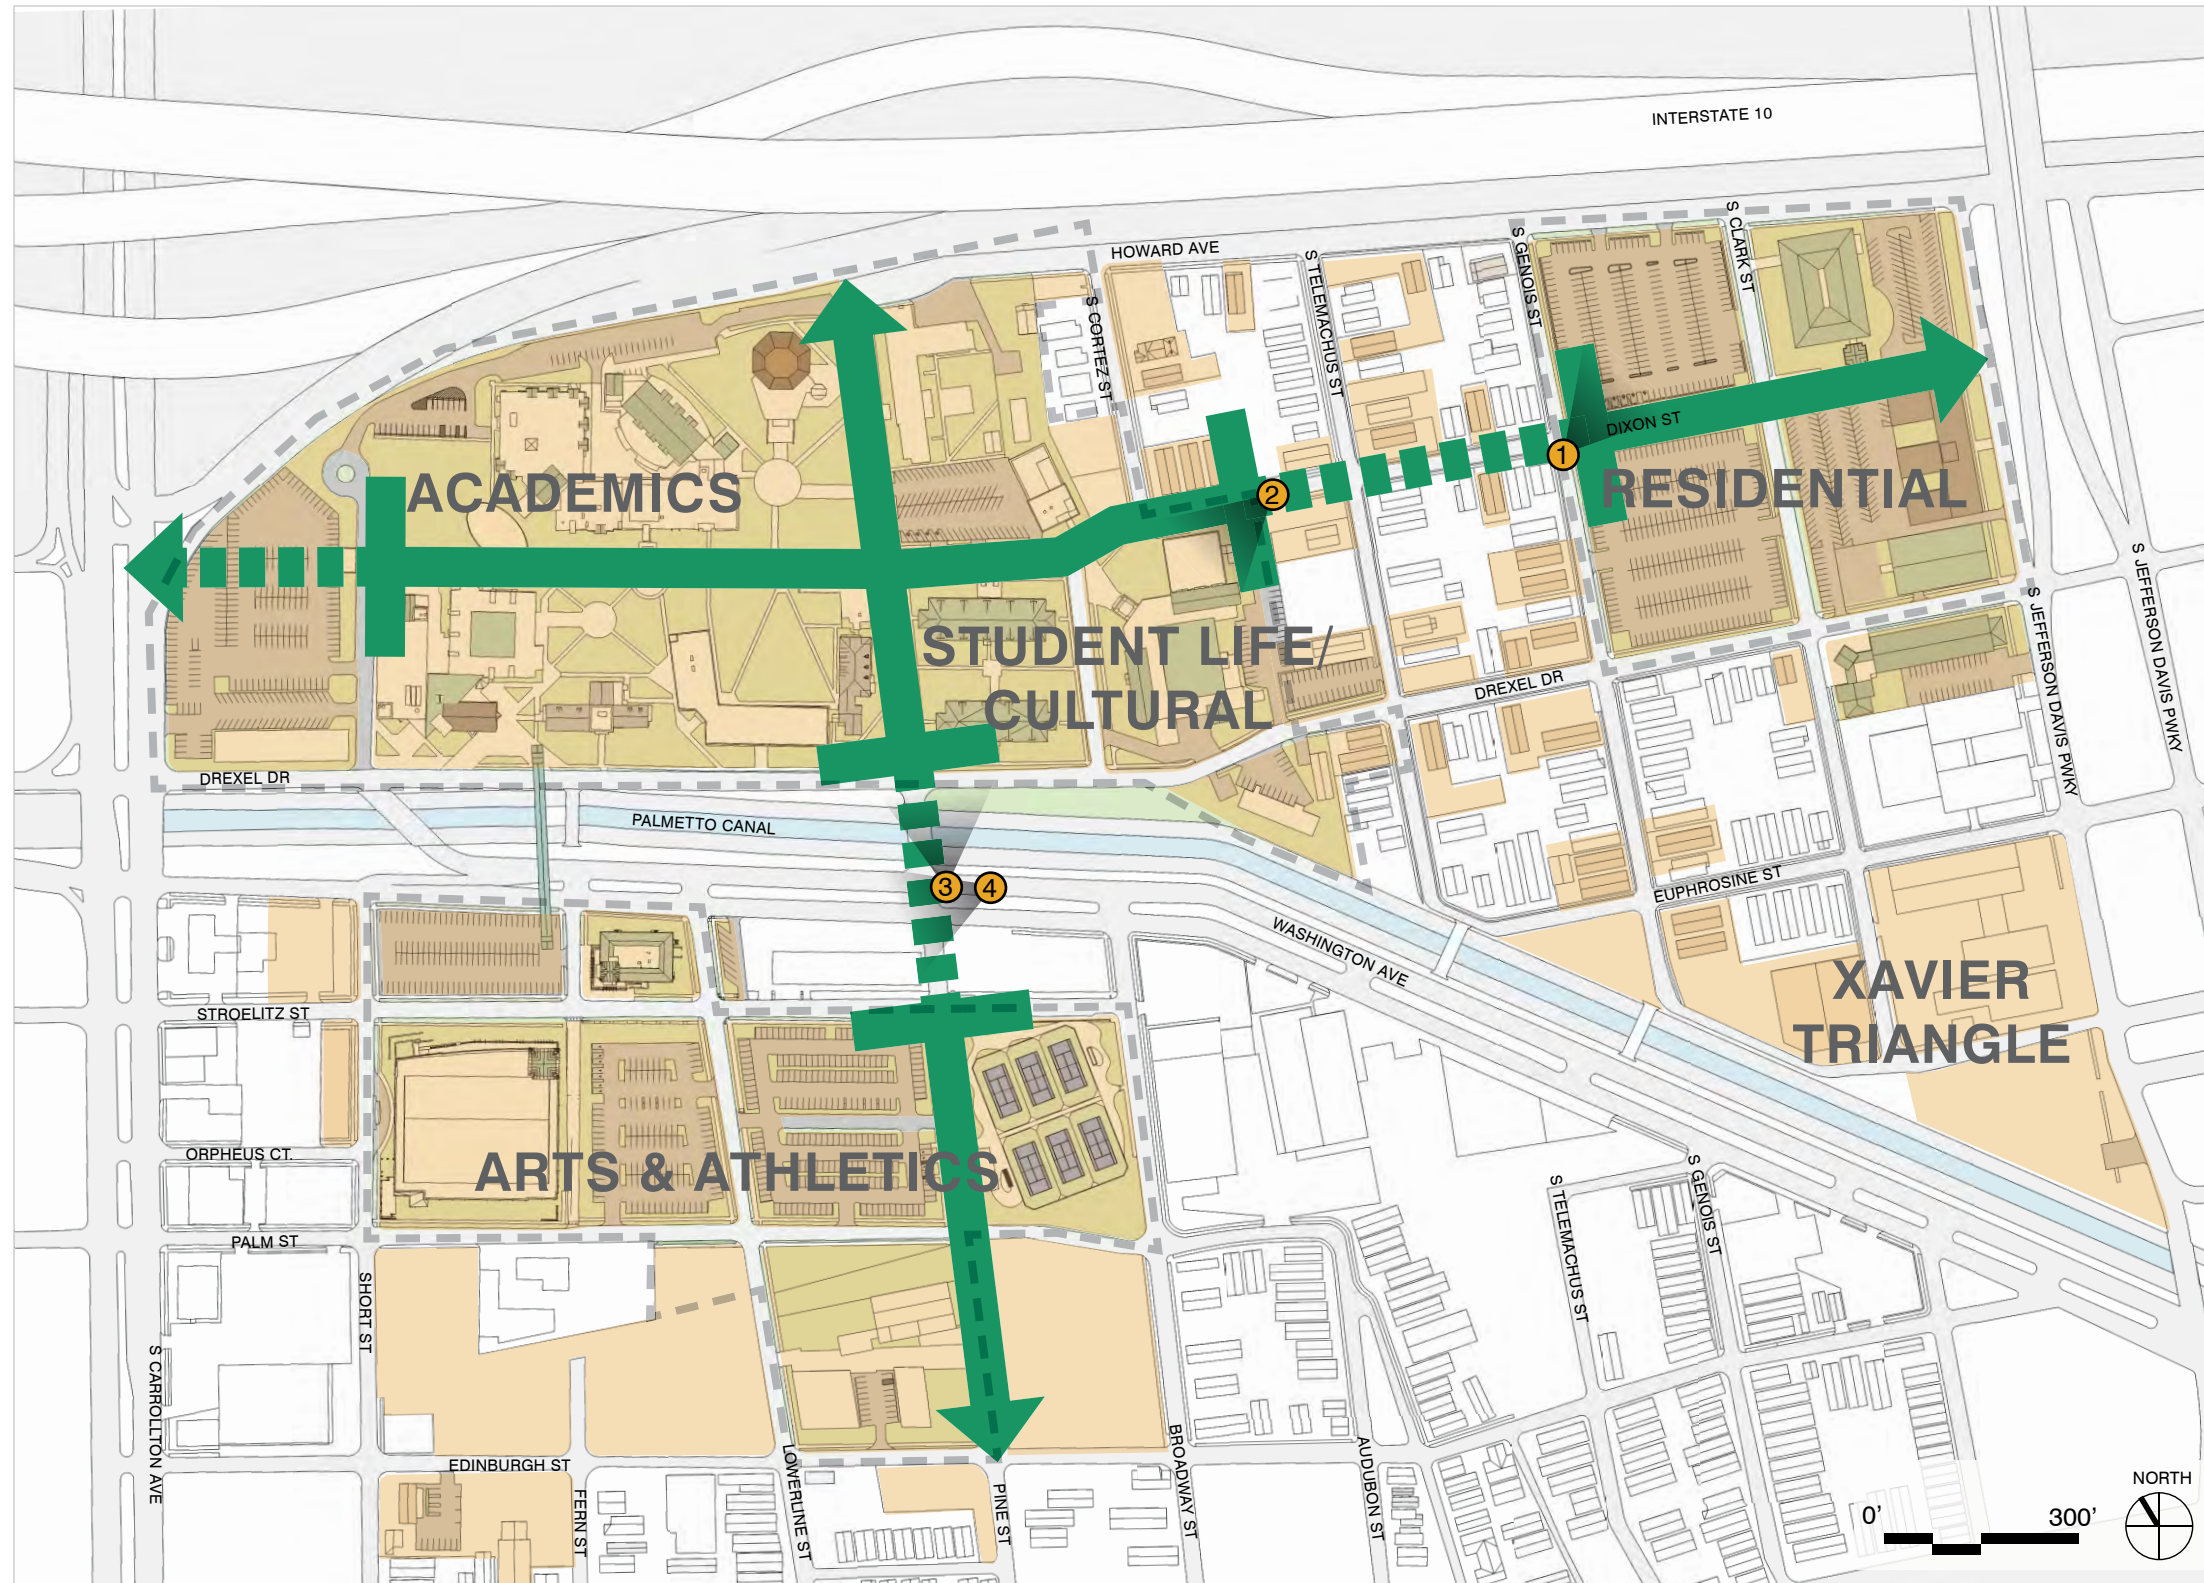 INTERSTATE 10
HOWARD AVE
S CORTEZ ST
S TELEMACHUS ST
S GENOIS ST
S CLARK ST
DIXON ST
1
2
ACADEMICS
RESIDENTIAL
STUDENT LIFE/
CULTURAL
DREXEL DR
S JEFFERSON DAVIS PWKY
S JEFFERSON DAVIS PWKY
DREXEL DR
PALMETTO CANAL
3
4
EUPHROSINE ST
WASHINGTON AVE
XAVIER
TRIANGLE
STROELITZ ST
ORPHEUS CT.
ARTS & ATHLETICS
PALM ST
SHORT ST
S CARROLLTON AVE
S TELEMACHUS ST
S GENOIS ST
EDINBURGH ST
FERN ST
LOWERLINE ST
PINE ST
BROADWAY ST
AUDUBON ST
NORTH
0’
300’